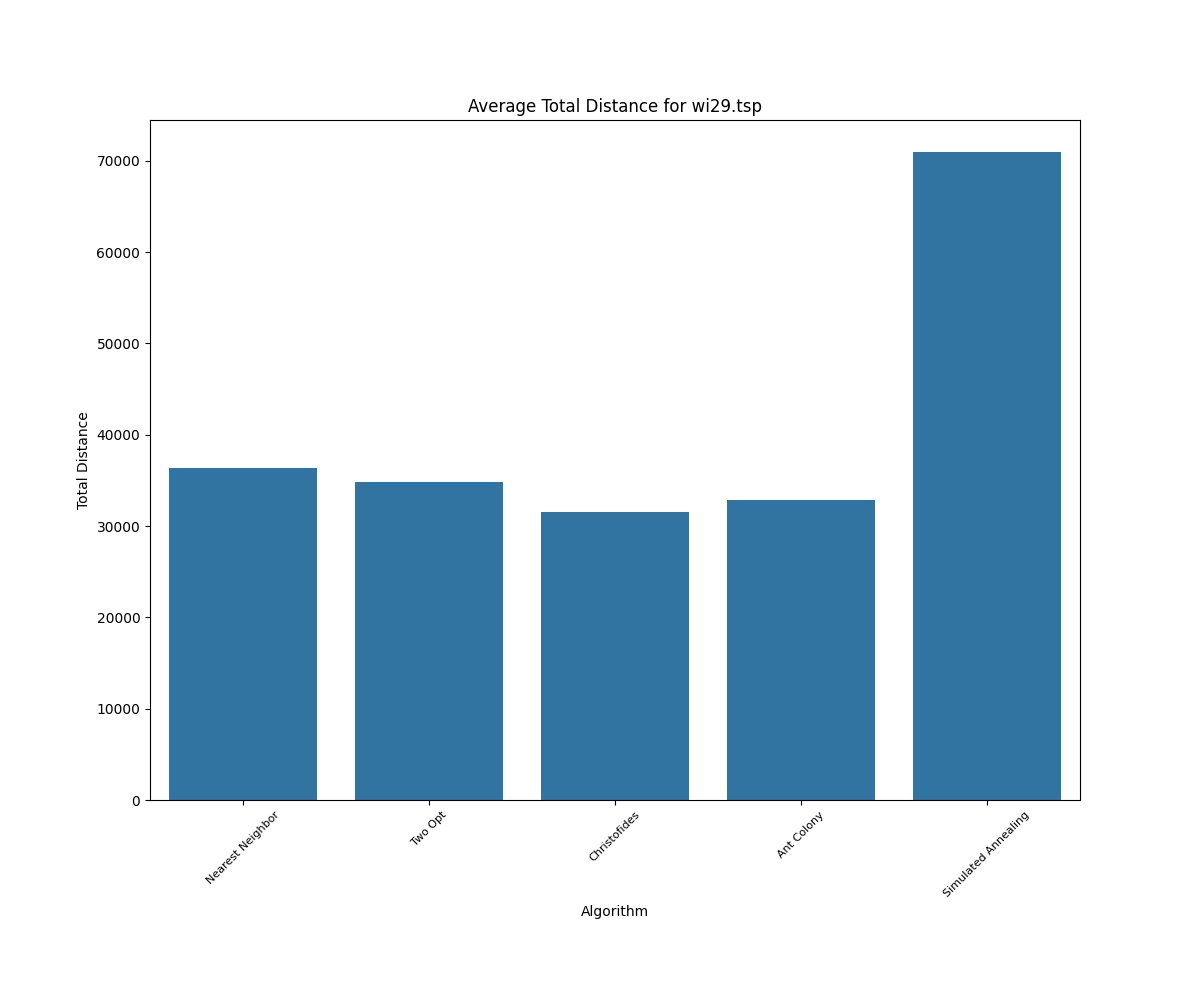 Average Total Distance for wi29.tsp
Total Distance
70000
60000
50000
40000
30000
20000
10000
0
Nearest Neighbor
Two Opt
Christofides
Ant Colony
Simulated Annealing
Algorithm